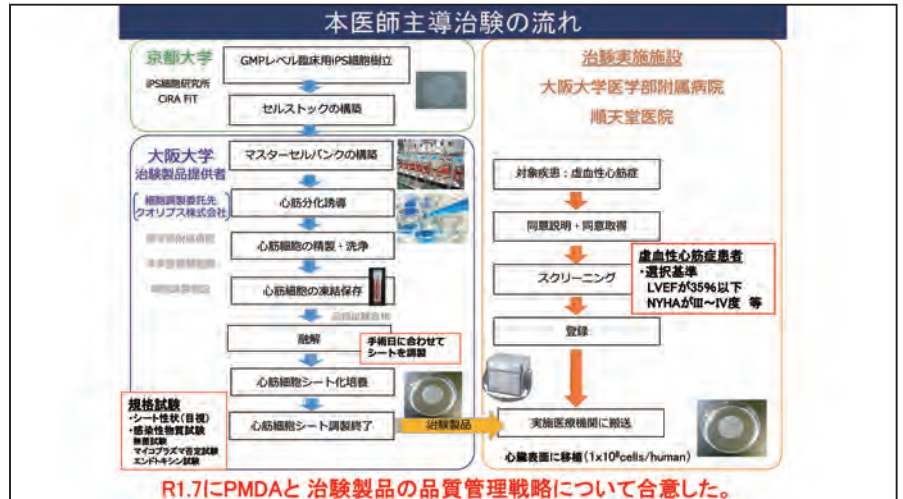 本医師主導治験の流れ
京都大学
iPS細胞研究所
CiRA FiT
GMPレベル臨床用iPS細胞樹立
セルストックの構築
大阪大学
治験製品提供者
細胞調製委託先
クオリプス株式会社
マスターセルバンクの構築
心筋分化誘導
心筋細胞の精製・洗浄
心筋細胞の凍結保存
融解
手術日に合わせて
シートを調製
心筋細胞シート化培養
心筋細胞シート調製終了
規格試験
・シート性状(目視)
・感染性物質試験
無菌試験
マイコプラズマ否定試験
エンドトキシン試験
治験製品
治験実施施設
大阪大学医学部附属病院
順天堂医院
対象疾患：虚血性心筋症
同意説明・同意取得
スクリーニング
虚血性心筋症患者
・選択基準
LVEFが35%以下
NYHAがⅢ～Ⅳ度 等
登録
実施医療機関に搬送
心臓表面に移植(1x10⁸cells/human)
R1.7にPMDAと 治験製品の品質管理戦略について合意した。